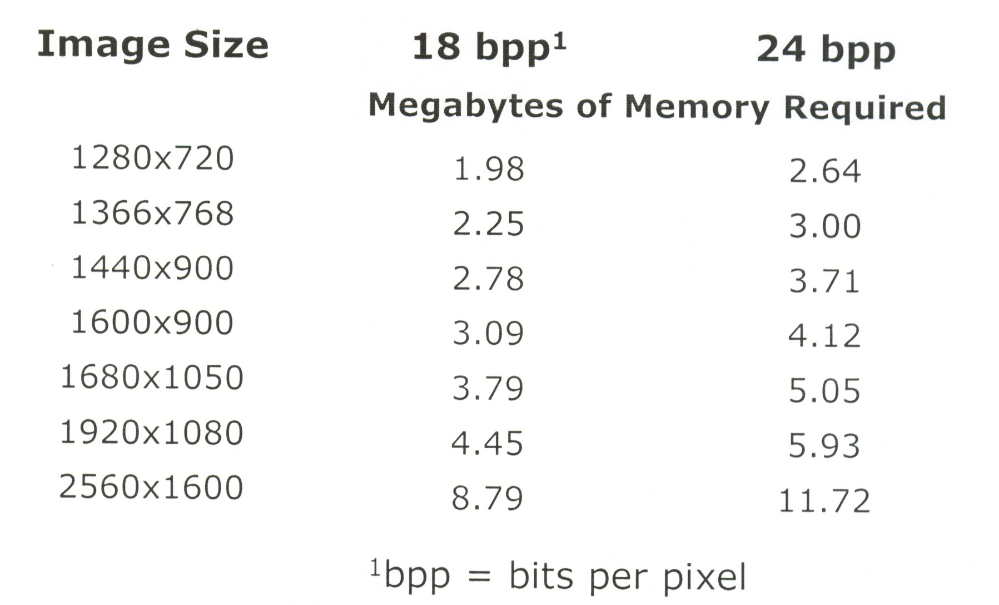 Image Size 18 bpp¹ 24 bpp
Megabytes of Memory Required
1280x720 1.98 2.64
1366x768 2.25 3.00
1440x900 2.78 3.71
1600x900 3.09 4.12
1680x1050 3.79 5.05
1920x1080 4.45 5.93
2560x1600 8.79 11.72
¹bpp = bits per pixel